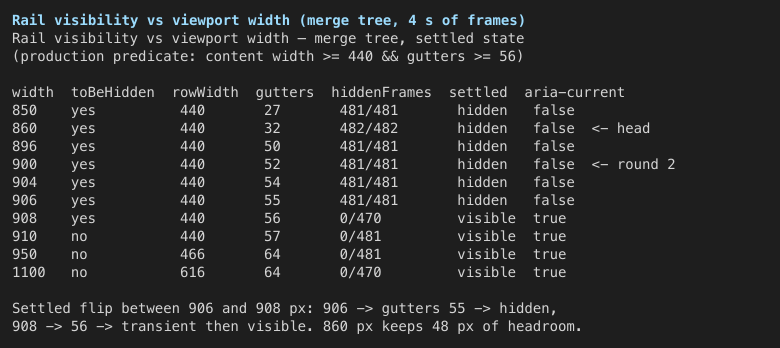 Rail visibility vs viewport width (merge tree, 4 s of frames)
Rail visibility vs viewport width — merge tree, settled state
(production predicate: content width >= 440 && gutters >= 56)
width  toBeHidden  rowWidth  gutters  hiddenFrames  settled  aria-current
850    yes          440       27       481/481       hidden   false
860    yes          440       32       482/482       hidden   false  <- head
896    yes          440       50       481/481       hidden   false
900    yes          440       52       481/481       hidden   false  <- round 2
904    yes          440       54       481/481       hidden   false
906    yes          440       55       481/481       hidden   false
908    yes          440       56       0/470         visible  true
910    no           440       57       0/481         visible  true
950    no           466       64       0/481         visible  true
1100   no           616       64       0/470         visible  true
Settled flip between 906 and 908 px: 906 -> gutters 55 -> hidden,
908 -> 56 -> transient then visible. 860 px keeps 48 px of headroom.